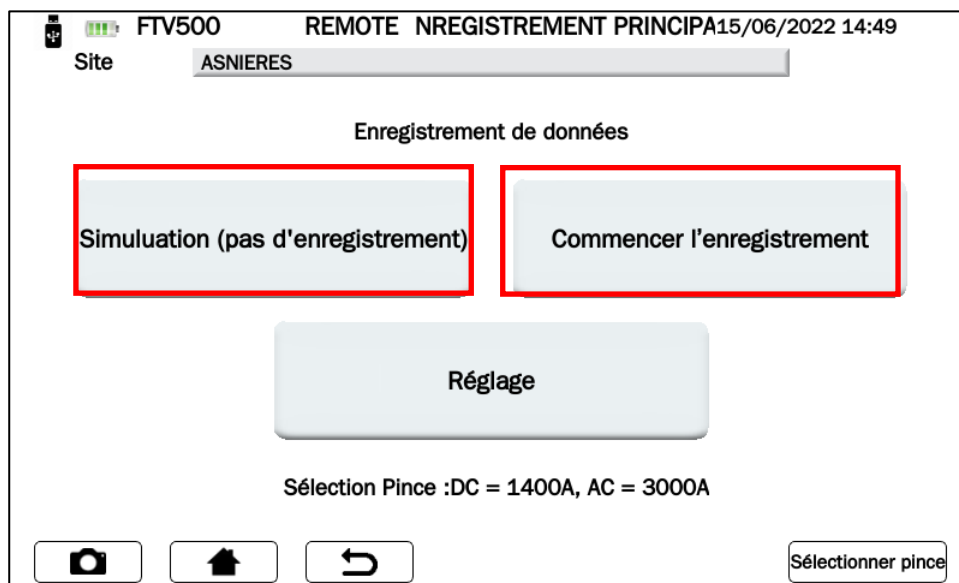 FTV500 REMOTE NREGISTREMENT PRINCIPA15/06/2022 14:49
Site ASNIERES
Enregistrement de données
Simuluation (pas d'enregistrement) Commencer l'enregistrement
Réglage
Sélection Pince :DC = 1400A, AC = 3000A
Sélectionner pince